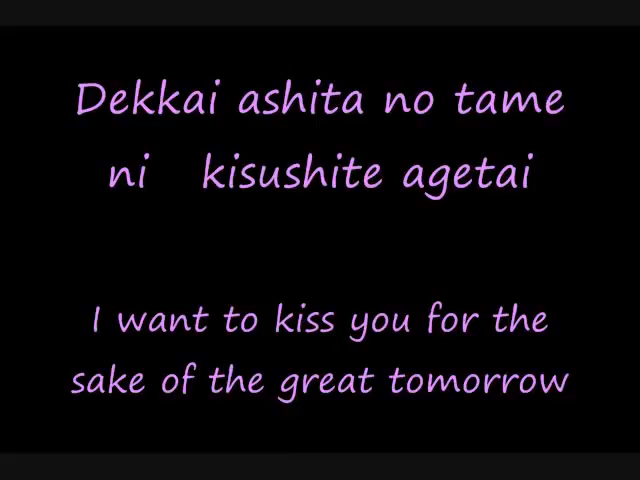 Dekkai ashita no tame
ni kisushite agetai
I want to kiss you for the
sake of the great tomorrow